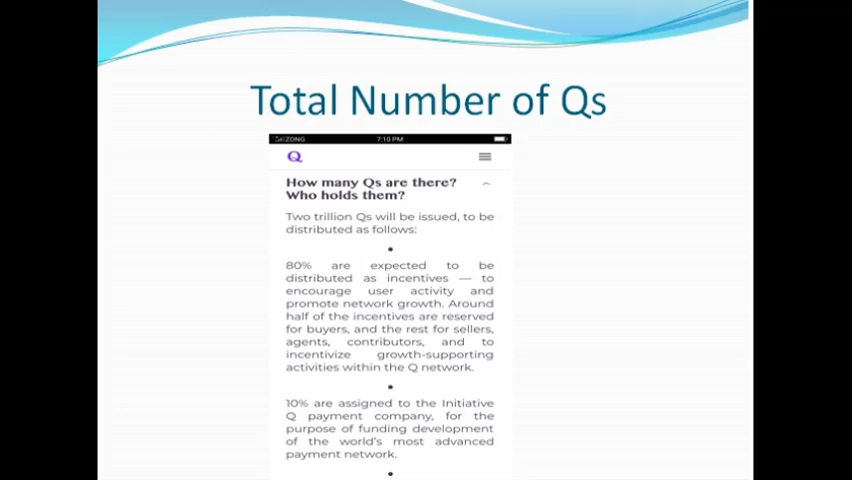 Total Number of Qs
ZONG
7:10 PM
Q
How many Qs are there?
Who holds them?
Two trillion Qs will be issued, to be
distributed as follows:
80% are expected to be
distributed as incentives — to
encourage user activity and
promote network growth. Around
half of the incentives are reserved
for buyers, and the rest for sellers,
agents, contributors, and to
incentivize growth-supporting
activities within the Q network.
10% are assigned to the Initiative
Q payment company, for the
purpose of funding development
of the world's most advanced
payment network.